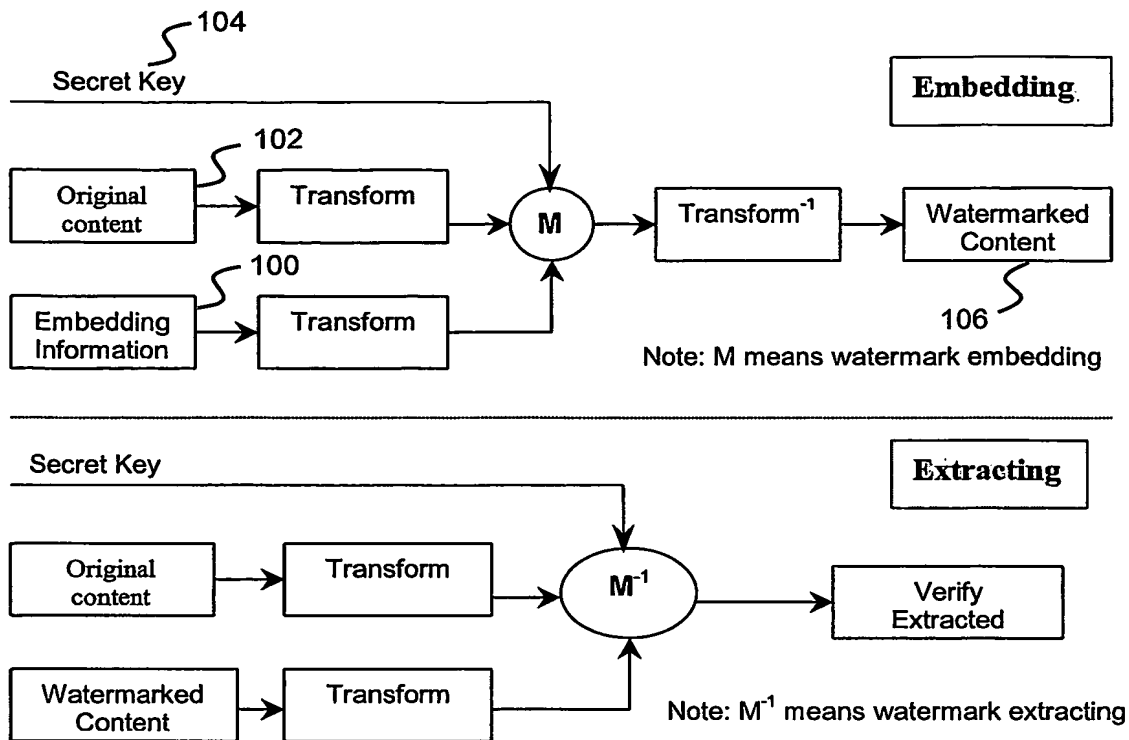 104
Secret Key
Embedding
102
Original
content
Transform
M
Transform⁻¹
Watermarked
Content
100
Embedding
Information
Transform
106
Note: M means watermark embedding
Secret Key
Extracting
Original
content
Transform
M⁻¹
Verify
Extracted
Watermarked
Content
Transform
Note: M⁻¹ means watermark extracting